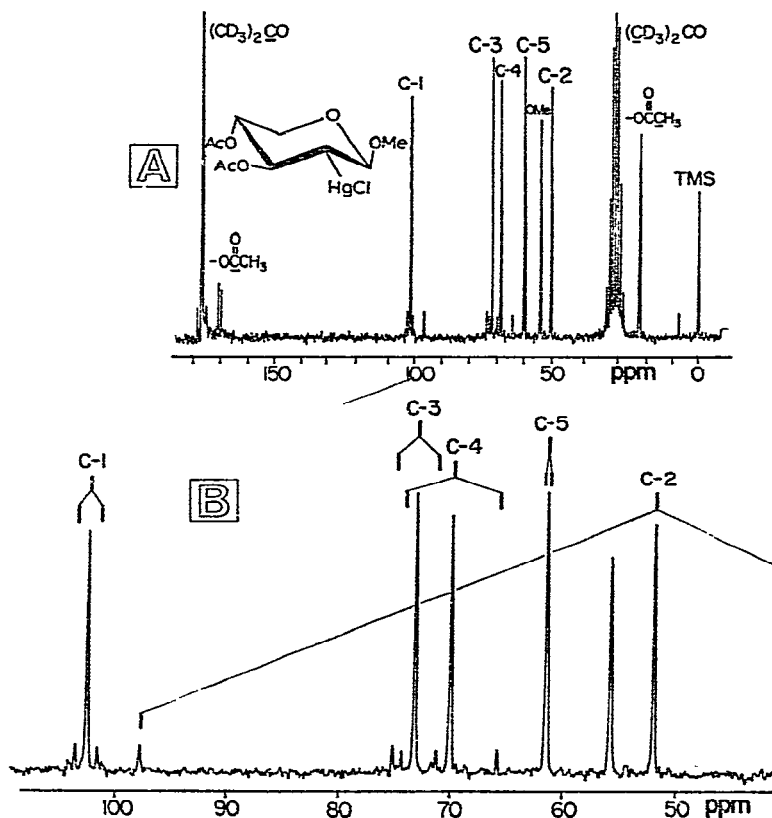 (CD₃)₂CO
C-3
C-5
(CD₃)₂CO
C-4
C-2
C-1
OMe
O
-OCCH₃
O
AcO
OMe
AcO
HgCl
A
TMS
O
-OCCH₃
150
100
50
ppm
0
C-3
C-5
C-4
C-1
C-2
B
100
90
80
70
60
50
ppm